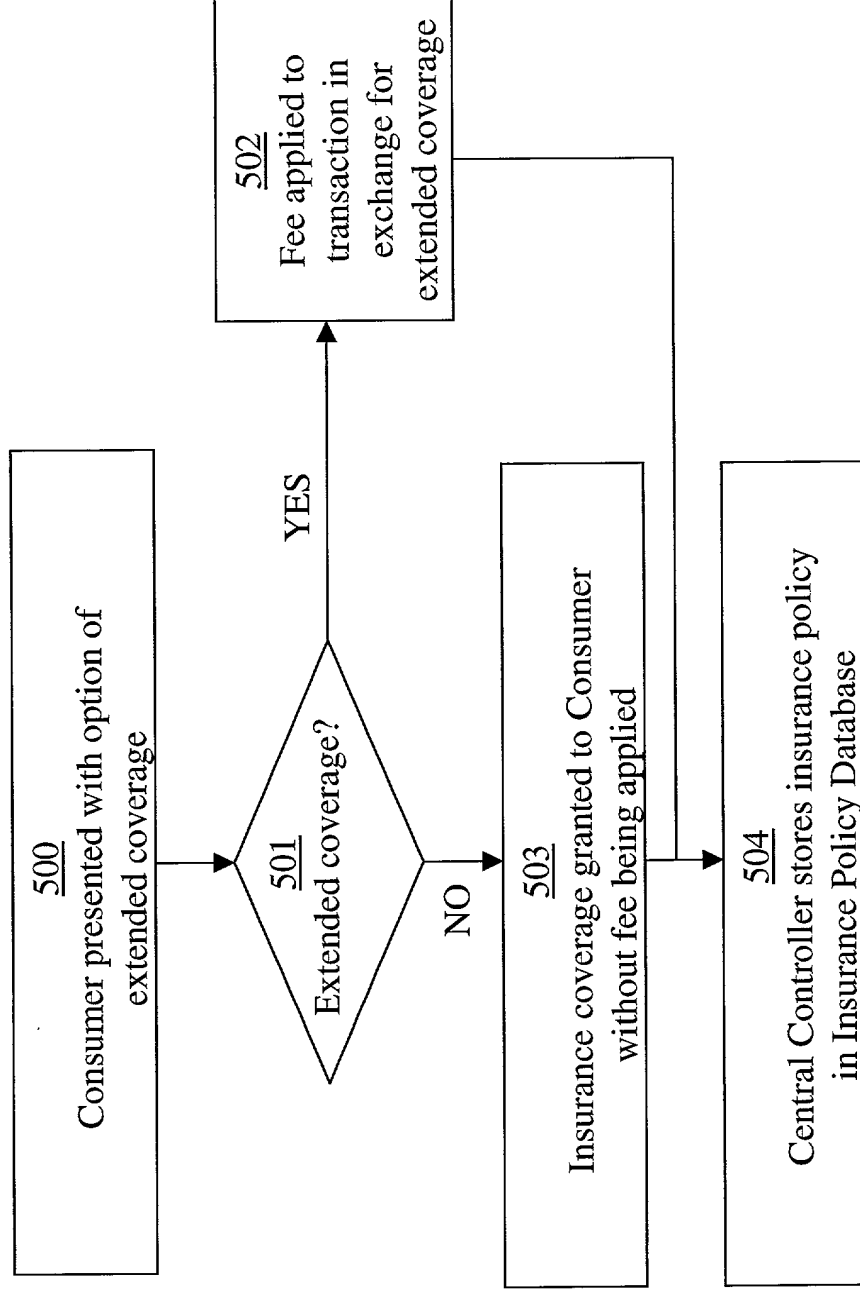 500
Consumer presented with option of
extended coverage
501
Extended coverage?
YES
502
Fee applied to
transaction in
exchange for
extended coverage
NO
503
Insurance coverage granted to Consumer
without fee being applied
504
Central Controller stores insurance policy
in Insurance Policy Database